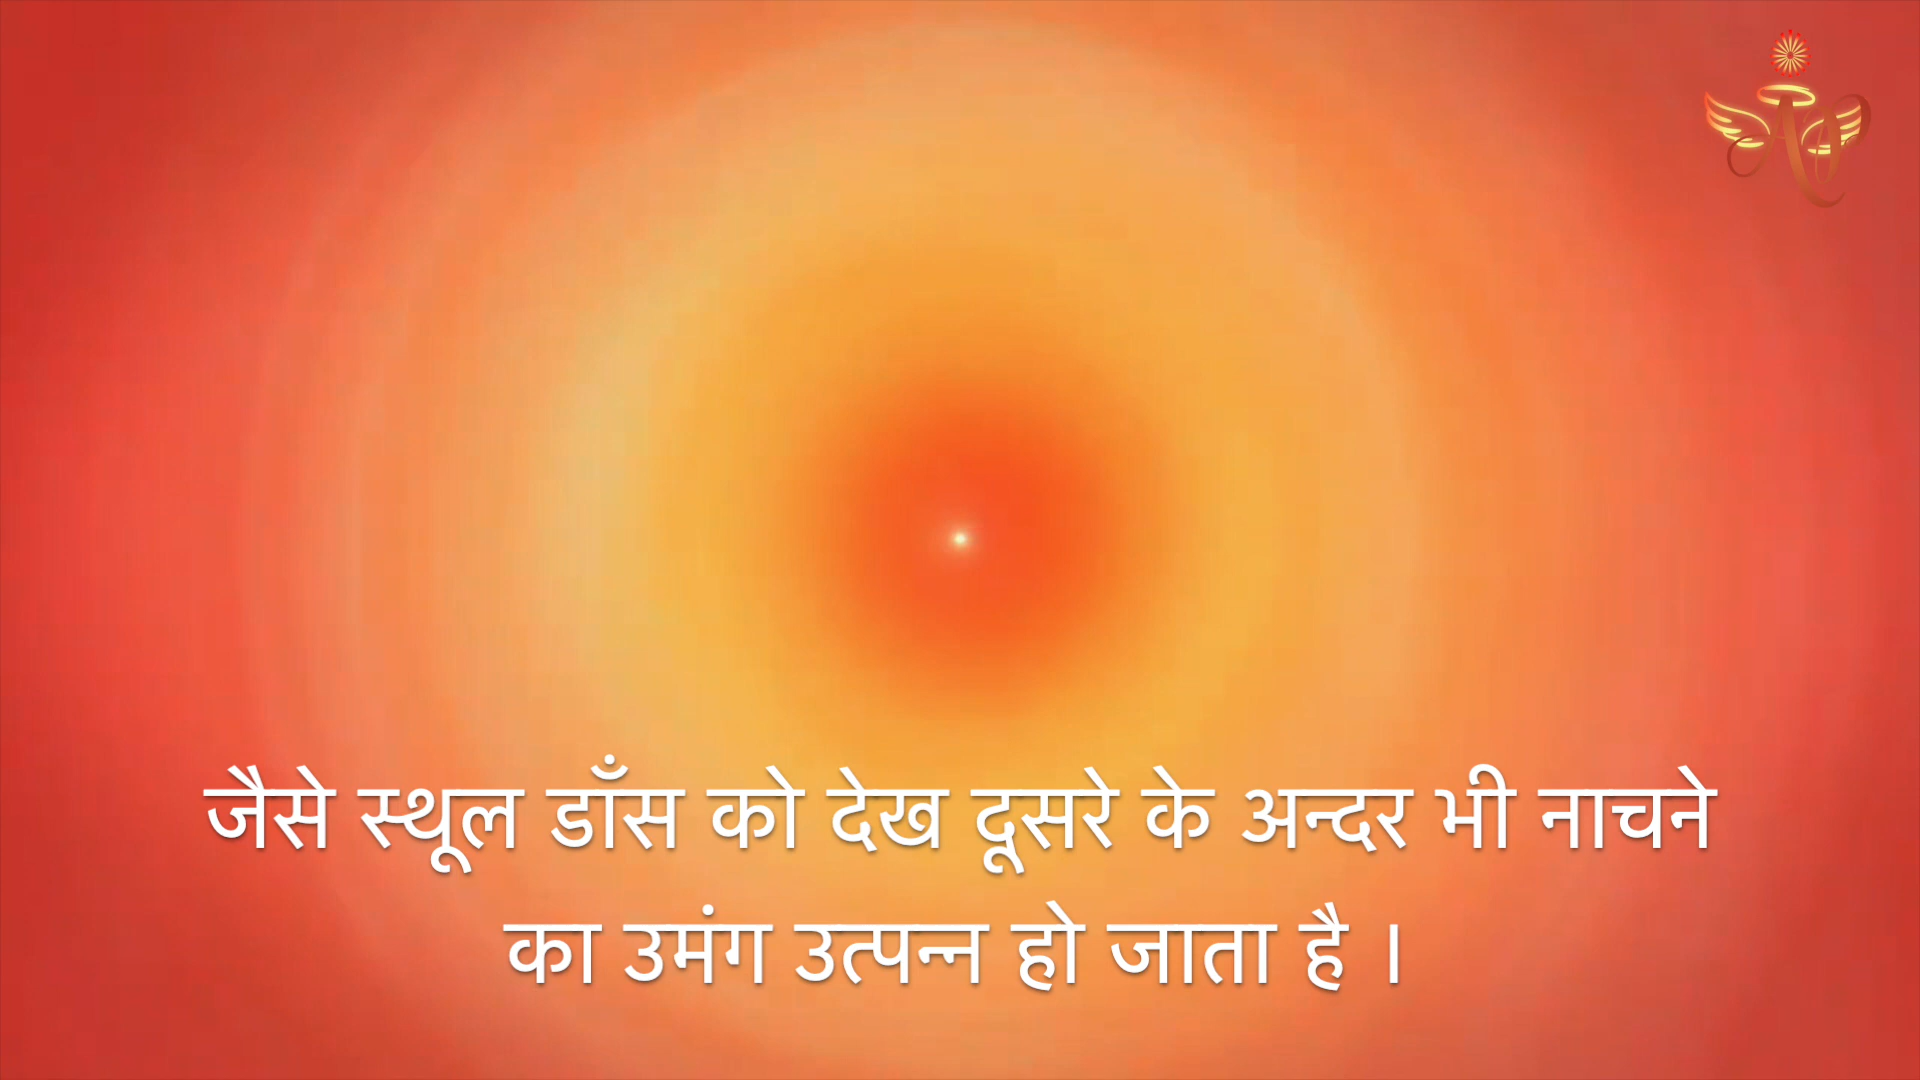 जैसे स्थूल डाँस को देख दूसरे के अन्दर भी नाचने
का उमंग उत्पन्न हो जाता है ।